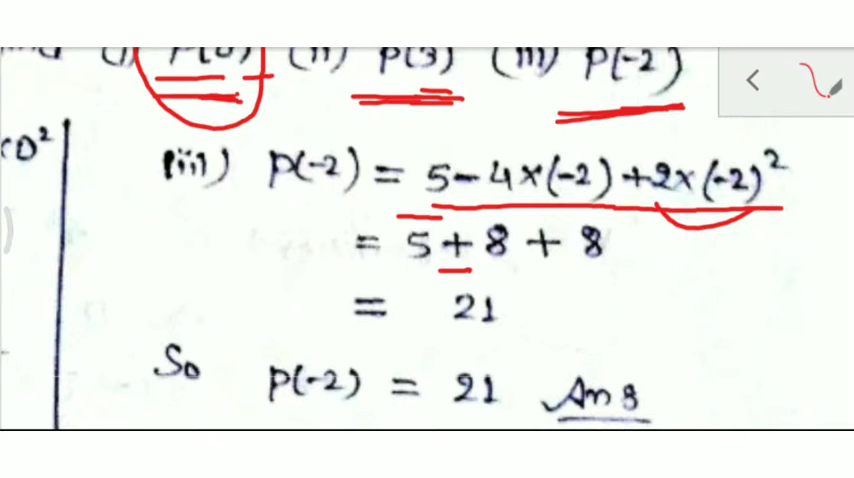 (i) P(0) (ii) P(3) (iii) P(-2)
(iii) P(-2) = 5-4×(-2)+2×(-2)²
= 5+8+8
= 21
So P(-2) = 21 Ans